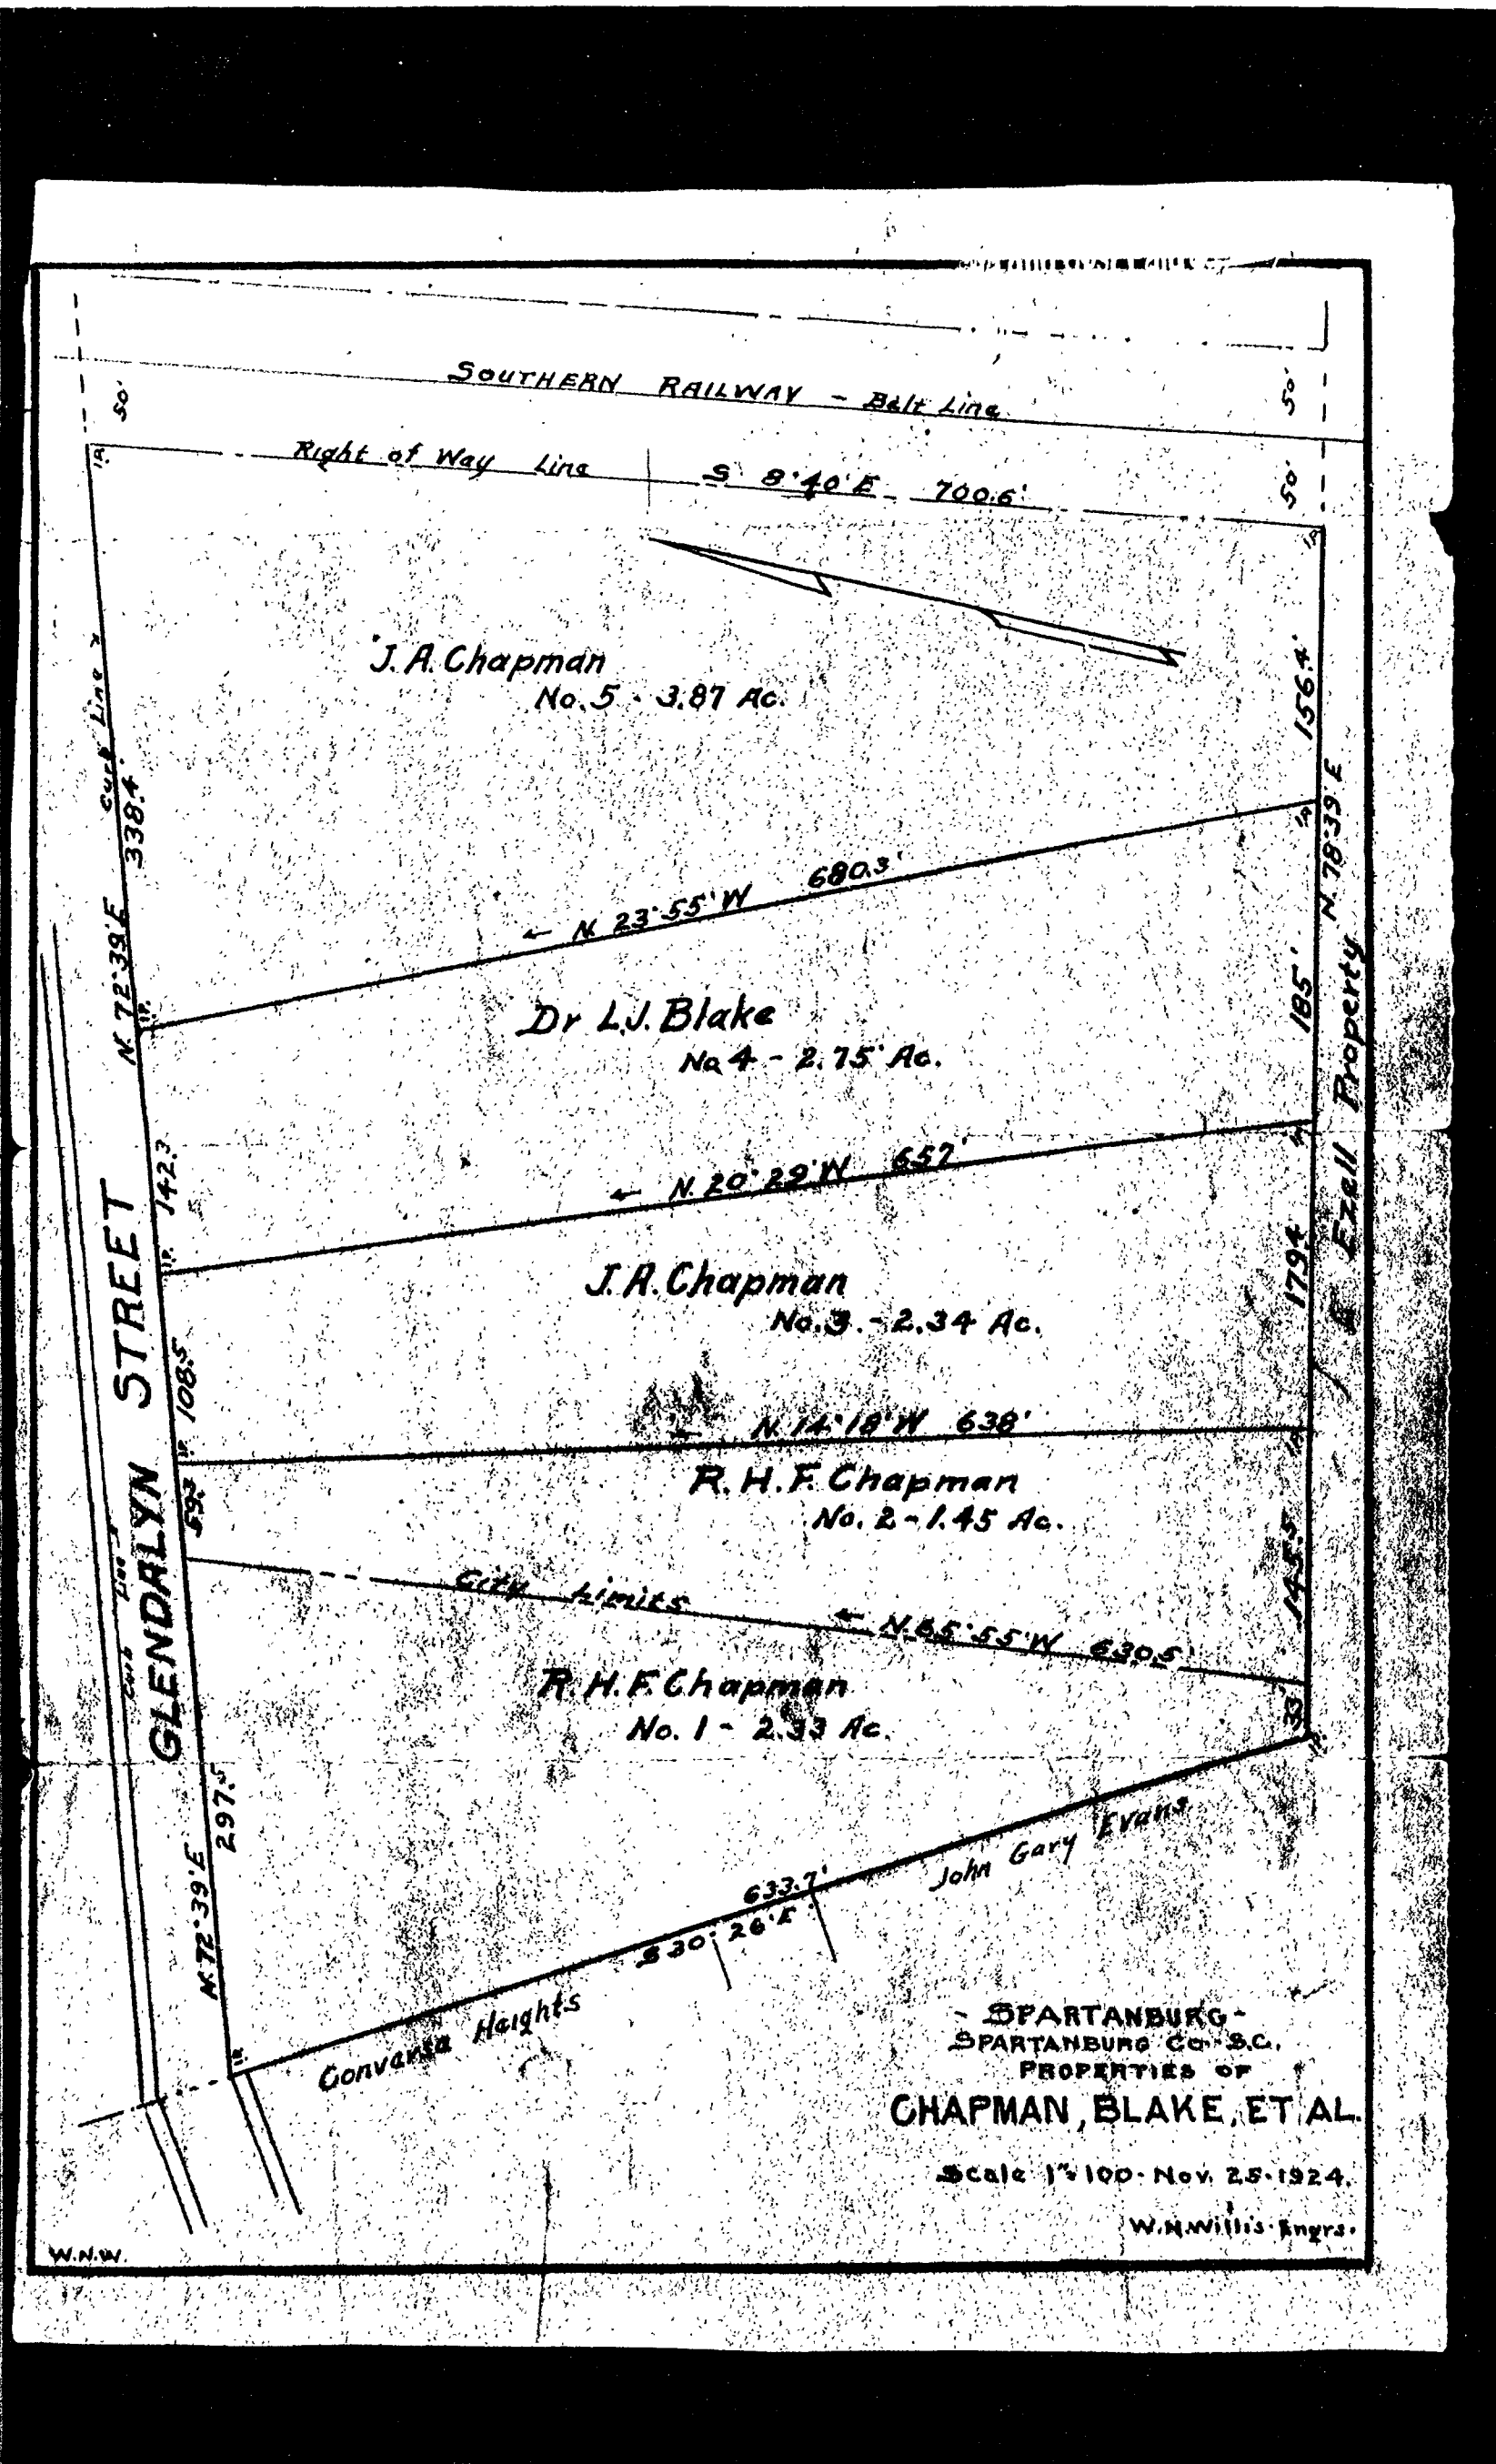 SOUTHERN RAILWAY - Belt Line
50'
50'
50'
Right of Way Line S 8°40'E 700.6'
I.P.
I.P.
J.A. Chapman
No. 5 - 3.87 Ac.
156.4'
Curb Line
338.4'
N. 72°39'E
N. 78°39'E
I.P.
← N. 23°55'W 680.3'
I.P.
Dr L.J. Blake
No 4 - 2.75 Ac.
185'
Ezell Property
142.3
I.P.
← N. 20°29'W 657'
I.P.
J.A. Chapman
No. 3. - 2.34 Ac.
179.4
108.5
I.P.
← N. 14°18'W 638'
I.P.
GLENDALYN STREET
59.3
R. H. F. Chapman
No. 2 - 1.45 Ac.
145.5
City Limits ← N. 65°55'W 630.5'
Curb Line
R. H. F. Chapman
No. 1 - 2.33 Ac.
33'
I.P.
297.5
N. 72°39'E
633.7'
S 30°26'E
John Gary Evans
I.P.
Convansa Heights
- SPARTANBURG -
SPARTANBURG CO. S.C.
PROPERTIES OF
CHAPMAN, BLAKE, ET AL.
Scale 1"= 100 - Nov. 25 - 1924.
W.N. Willis - Engrs.
W.N.W.